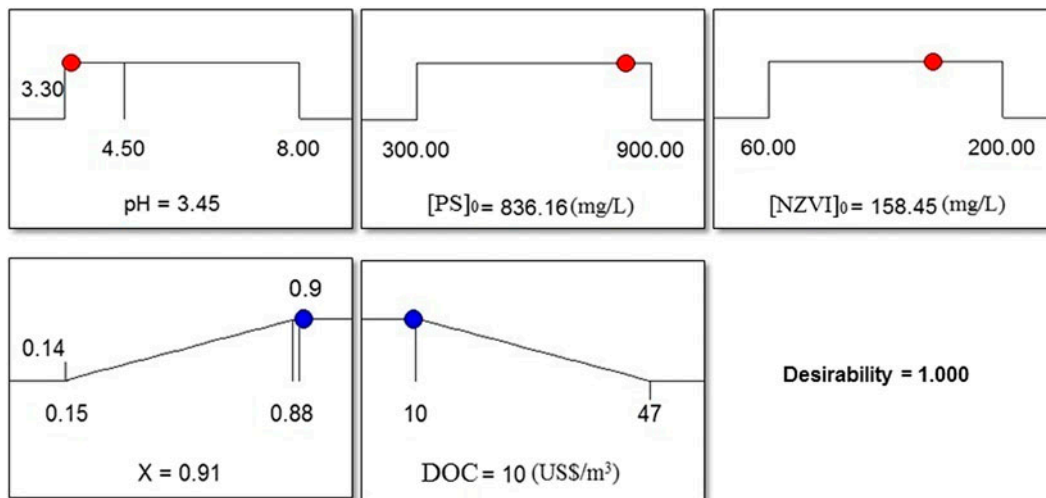 3.30
4.50 8.00
pH = 3.45
300.00 900.00
[PS]₀ = 836.16 (mg/L)
60.00 200.00
[NZVI]₀ = 158.45 (mg/L)
0.9
0.14
0.15 0.88
X = 0.91
10 47
DOC = 10 (US$/m³)
Desirability = 1.000